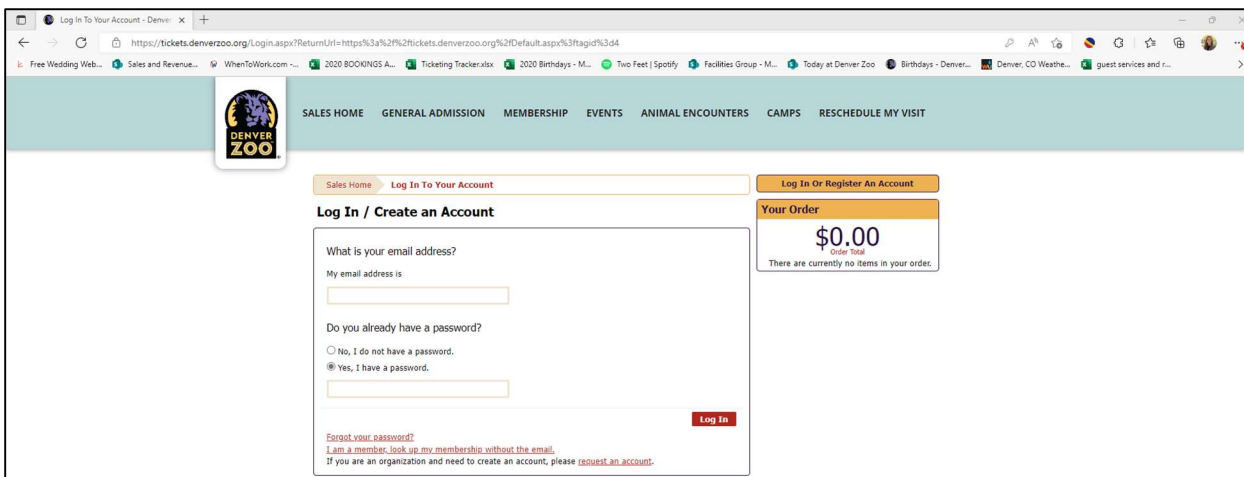 Log In To Your Account - Denver
https://tickets.denverzoo.org/Login.aspx?ReturnUrl=https%3a%2f%2ftickets.denverzoo.org%2fDefault.aspx%3ftagid%3d4
Free Wedding Web... Sales and Revenue... WhenToWork.com -... 2020 BOOKINGS A... Ticketing Tracker.xlsx 2020 Birthdays - M... Two Feet | Spotify Facilities Group - M... Today at Denver Zoo Birthdays - Denver... Denver, CO Weathe... guest services and r...
DENVER
ZOO
SALES HOME GENERAL ADMISSION MEMBERSHIP EVENTS ANIMAL ENCOUNTERS CAMPS RESCHEDULE MY VISIT
Sales Home Log In To Your Account
Log In / Create an Account
What is your email address?
My email address is
Do you already have a password?
No, I do not have a password.
Yes, I have a password.
Log In
Forgot your password?
I am a member, look up my membership without the email.
If you are an organization and need to create an account, please request an account.
Log In Or Register An Account
Your Order
$0.00
Order Total
There are currently no items in your order.